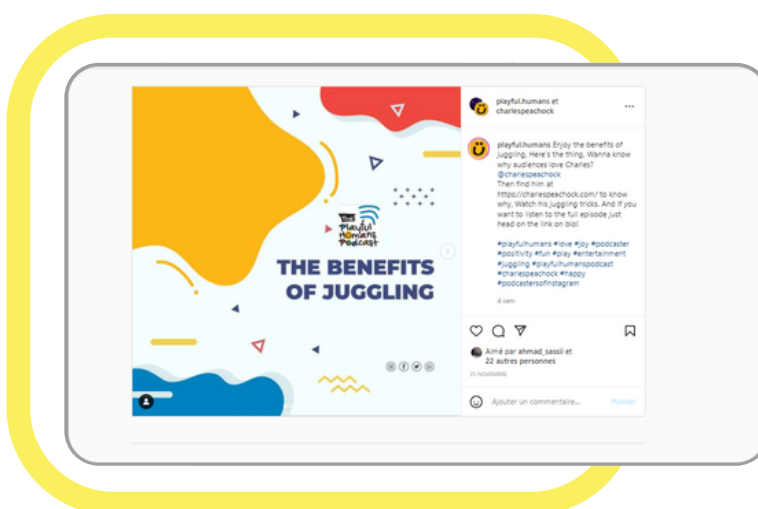 The
Playful
Humans
Podcast
THE BENEFITS
OF JUGGLING
playful.humans et
charlespeachock
playful.humans Enjoy the benefits of
juggling, Here's the thing, Wanna know
why audiences love Charles?
@charlespeachock
Then find him at
https://charlespeachock.com/ to know
why, Watch his juggling tricks. And if you
want to listen to the full episode just
head on the link on bio!
#playfulhumans #love #joy #podcaster
#positivity #fun #play #entertainment
#juggling #playfulhumanspodcast
#charlespeachock #happy
#podcastersofinstagram
4 sem
Aimé par ahmad_sassii et
22 autres personnes
23 NOVEMBRE
Ajouter un commentaire...
Publier